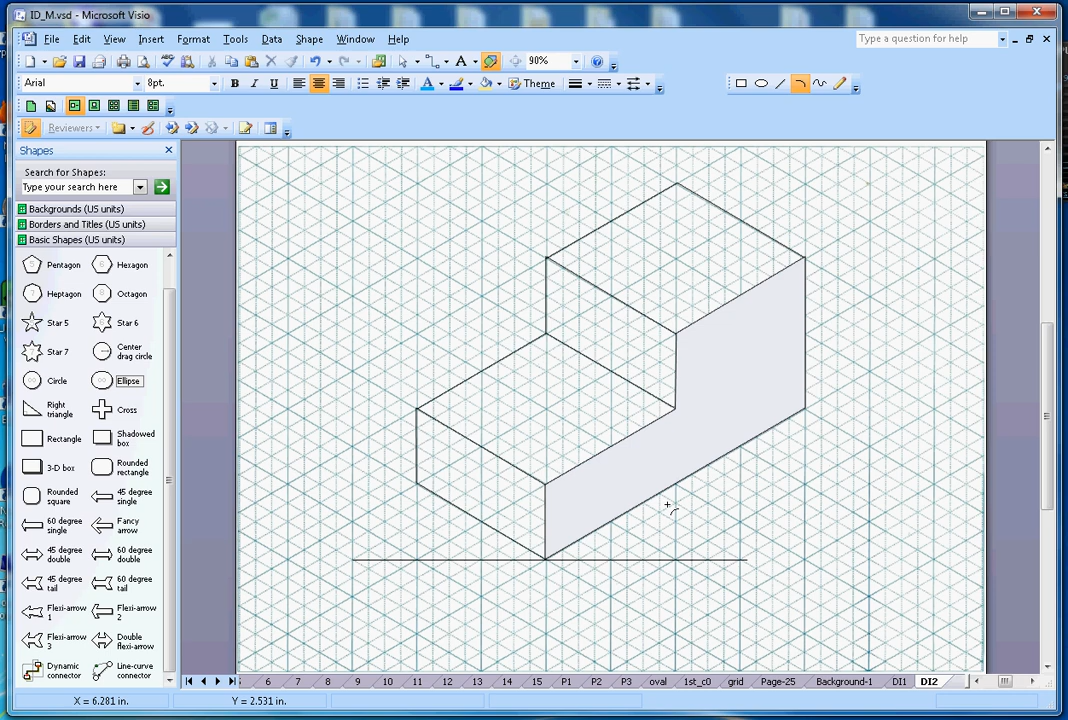 ID_M.vsd - Microsoft Visio
File Edit View Insert Format Tools Data Shape Window Help
Type a question for help
90%
Arial 8pt. B I U Theme
Reviewers
Shapes
Search for Shapes:
Type your search here
Backgrounds (US units)
Borders and Titles (US units)
Basic Shapes (US units)
Pentagon Hexagon
Heptagon Octagon
Star 5 Star 6
Star 7 Center drag circle
Circle Ellipse
Right triangle Cross
Rectangle Shadowed box
3-D box Rounded rectangle
Rounded square 45 degree single
60 degree single Fancy arrow
45 degree double 60 degree double
45 degree tail 60 degree tail
Flexi-arrow 1 Flexi-arrow 2
Flexi-arrow 3 Double flexi-arrow
Dynamic connector Line-curve connector
6 7 8 9 10 11 12 13 14 15 P1 P2 P3 oval 1st_c0 grid Page-25 Background-1 DI1 DI2
X = 6.281 in. Y = 2.531 in.